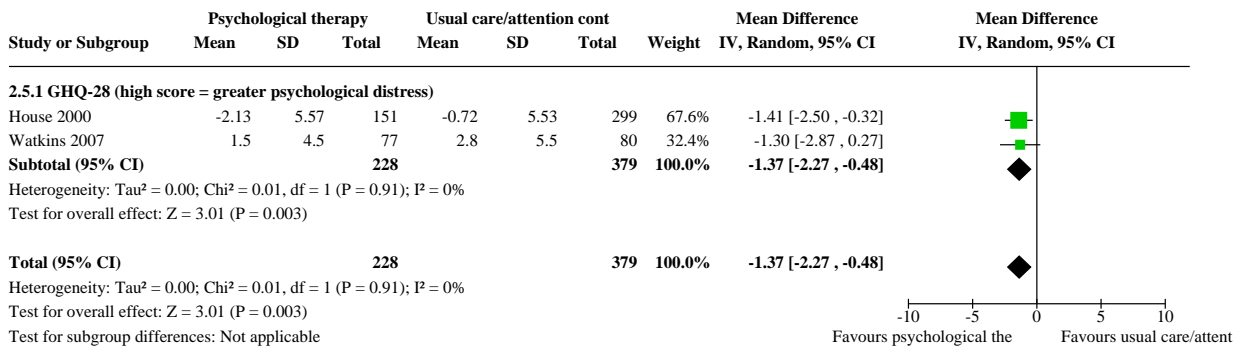 Psychological therapy Usual care/attention cont Mean Difference Mean Difference
Study or Subgroup Mean SD Total Mean SD Total Weight IV, Random, 95% CI IV, Random, 95% CI
2.5.1 GHQ-28 (high score = greater psychological distress)
House 2000 -2.13 5.57 151 -0.72 5.53 299 67.6% -1.41 [-2.50 , -0.32]
Watkins 2007 1.5 4.5 77 2.8 5.5 80 32.4% -1.30 [-2.87 , 0.27]
Subtotal (95% CI) 228 379 100.0% -1.37 [-2.27 , -0.48]
Heterogeneity: Tau² = 0.00; Chi² = 0.01, df = 1 (P = 0.91); I² = 0%
Test for overall effect: Z = 3.01 (P = 0.003)
Total (95% CI) 228 379 100.0% -1.37 [-2.27 , -0.48]
Heterogeneity: Tau² = 0.00; Chi² = 0.01, df = 1 (P = 0.91); I² = 0%
Test for overall effect: Z = 3.01 (P = 0.003)
-10 -5 0 5 10
Test for subgroup differences: Not applicable Favours psychological the Favours usual care/attent